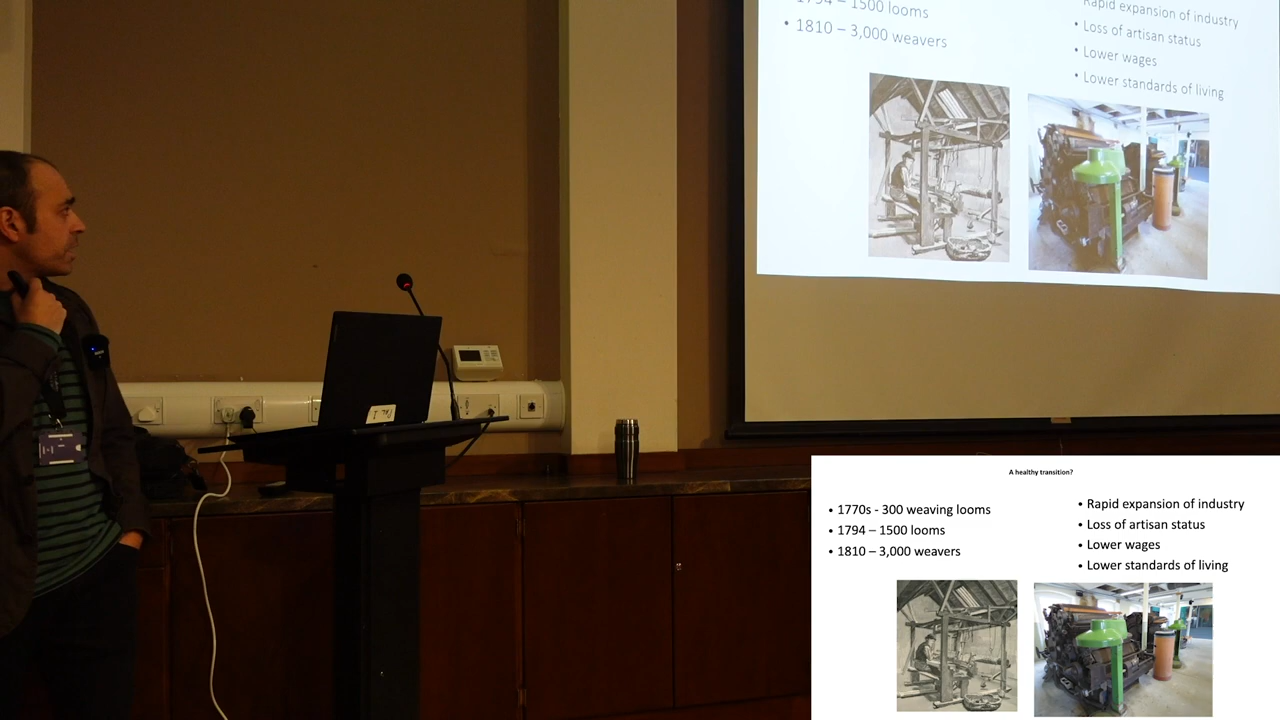 1794 – 1500 looms
• 1810 – 3,000 weavers
Rapid expansion of industry
• Loss of artisan status
• Lower wages
• Lower standards of living
A healthy transition?
• 1770s - 300 weaving looms
• 1794 – 1500 looms
• 1810 – 3,000 weavers
• Rapid expansion of industry
• Loss of artisan status
• Lower wages
• Lower standards of living